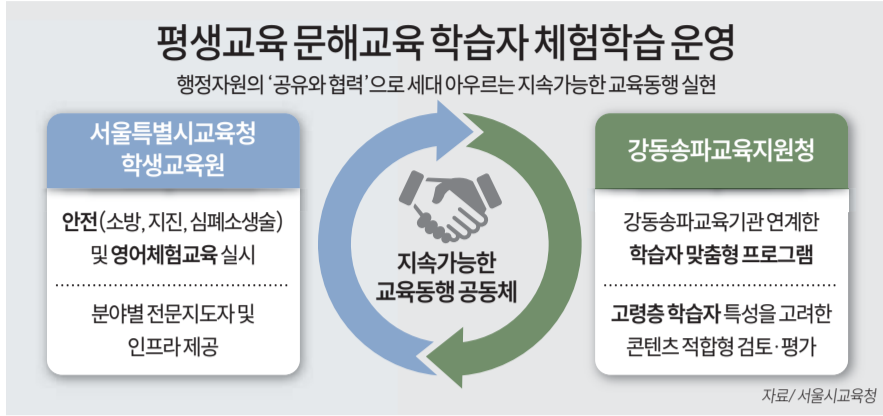 평생교육 문해교육 학습자 체험학습 운영
행정자원의 ‘공유와 협력’으로 세대 아우르는 지속가능한 교육동행 실현
서울특별시교육청
학생교육원
안전(소방, 지진, 심폐소생술)
및 영어체험교육 실시
분야별 전문지도자 및
인프라 제공
지속가능한
교육동행 공동체
강동송파교육지원청
강동송파교육기관 연계한
학습자 맞춤형 프로그램
고령층 학습자 특성을 고려한
콘텐츠 적합형 검토·평가
자료/ 서울시교육청